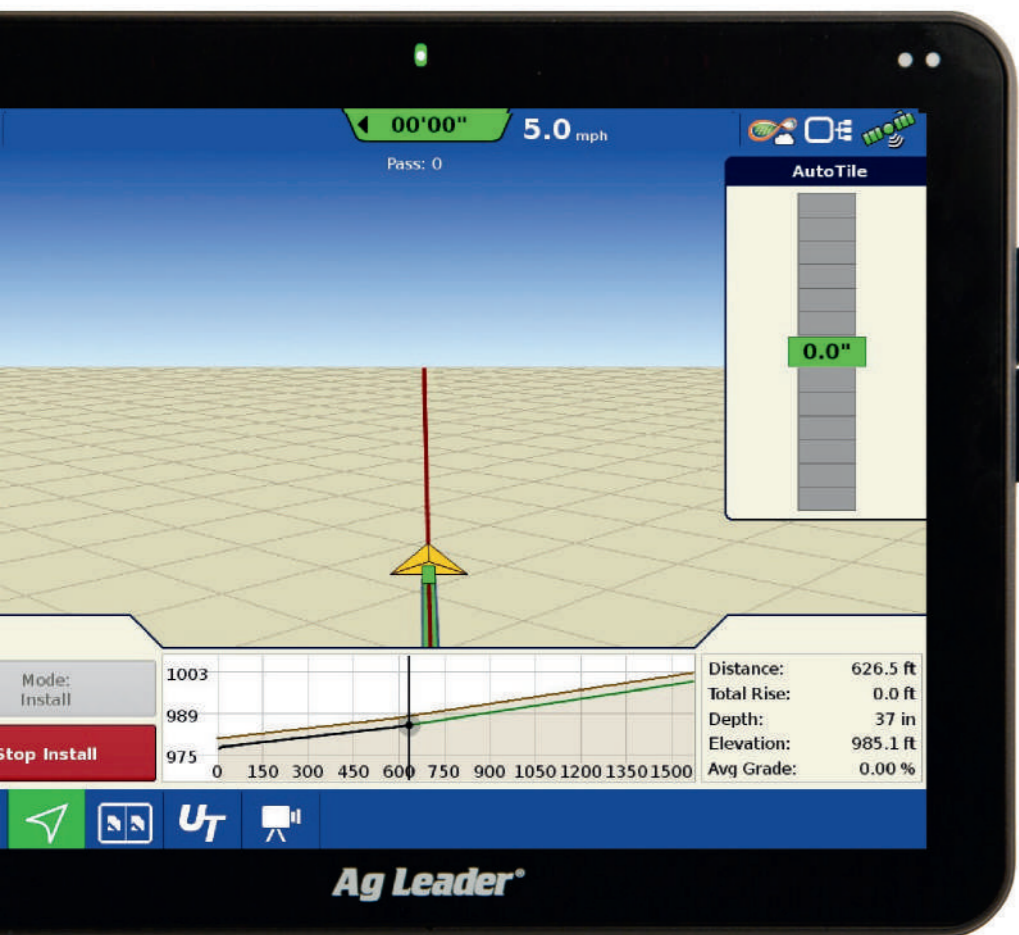 00'00"
5.0 mph
Pass: 0
AutoTile
0.0"
Mode:
Install
Stop Install
1003
989
975
0 150 300 450 600 750 900 1050 1200 1350 1500
Distance: 626.5 ft
Total Rise: 0.0 ft
Depth: 37 in
Elevation: 985.1 ft
Avg Grade: 0.00 %
UT
Ag Leader®